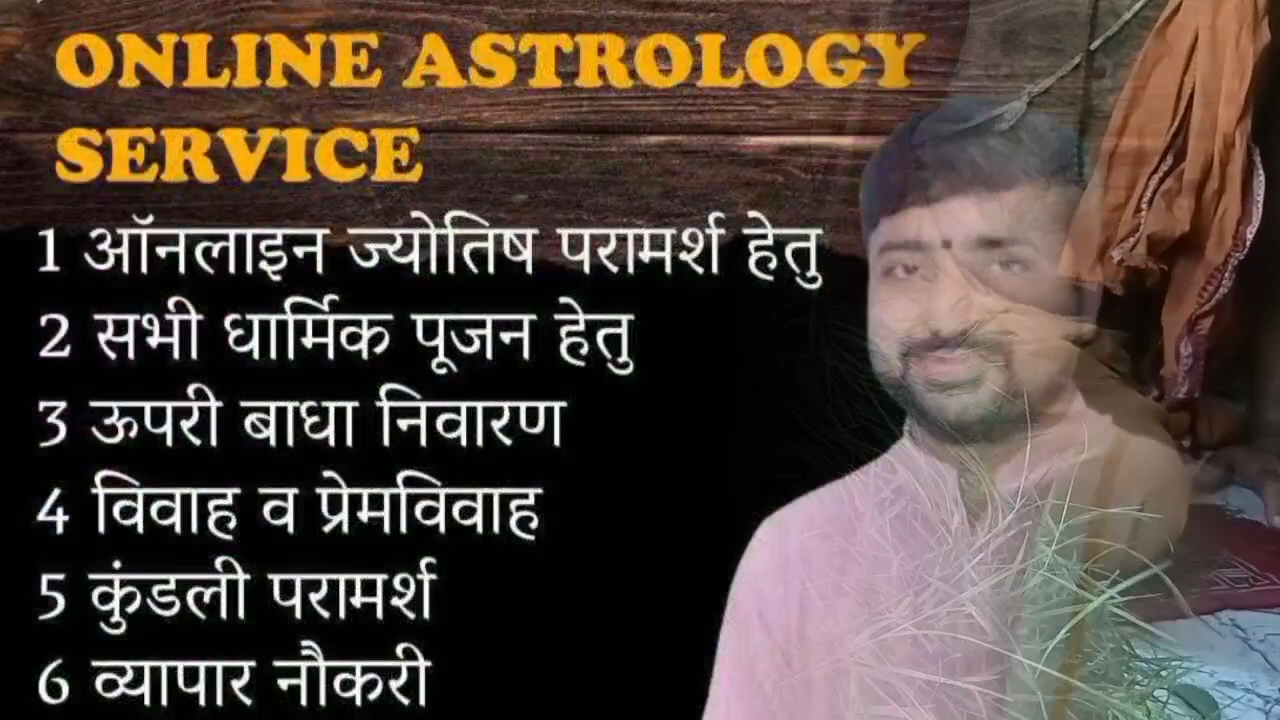 ONLINE ASTROLOGY
SERVICE
1 ऑनलाइन ज्योतिष परामर्श हेतु
2 सभी धार्मिक पूजन हेतु
3 ऊपरी बाधा निवारण
4 विवाह व प्रेमविवाह
5 कुंडली परामर्श
6 व्यापार नौकरी